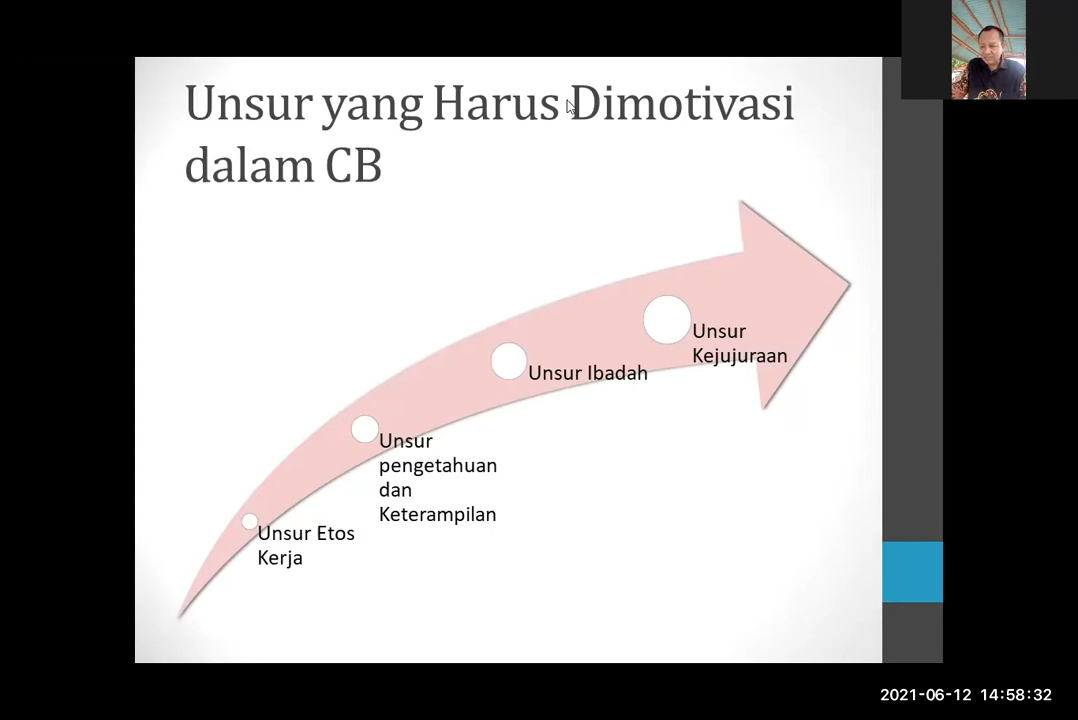 Unsur yang Harus Dimotivasi
dalam CB
Unsur
Kejujuraan
Unsur Ibadah
Unsur
pengetahuan
dan
Keterampilan
Unsur Etos
Kerja
2021-06-12 14:58:32